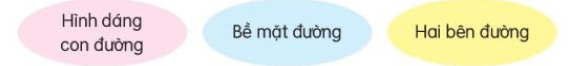 Hình dáng
con đường
Bề mặt đường
Hai bên đường